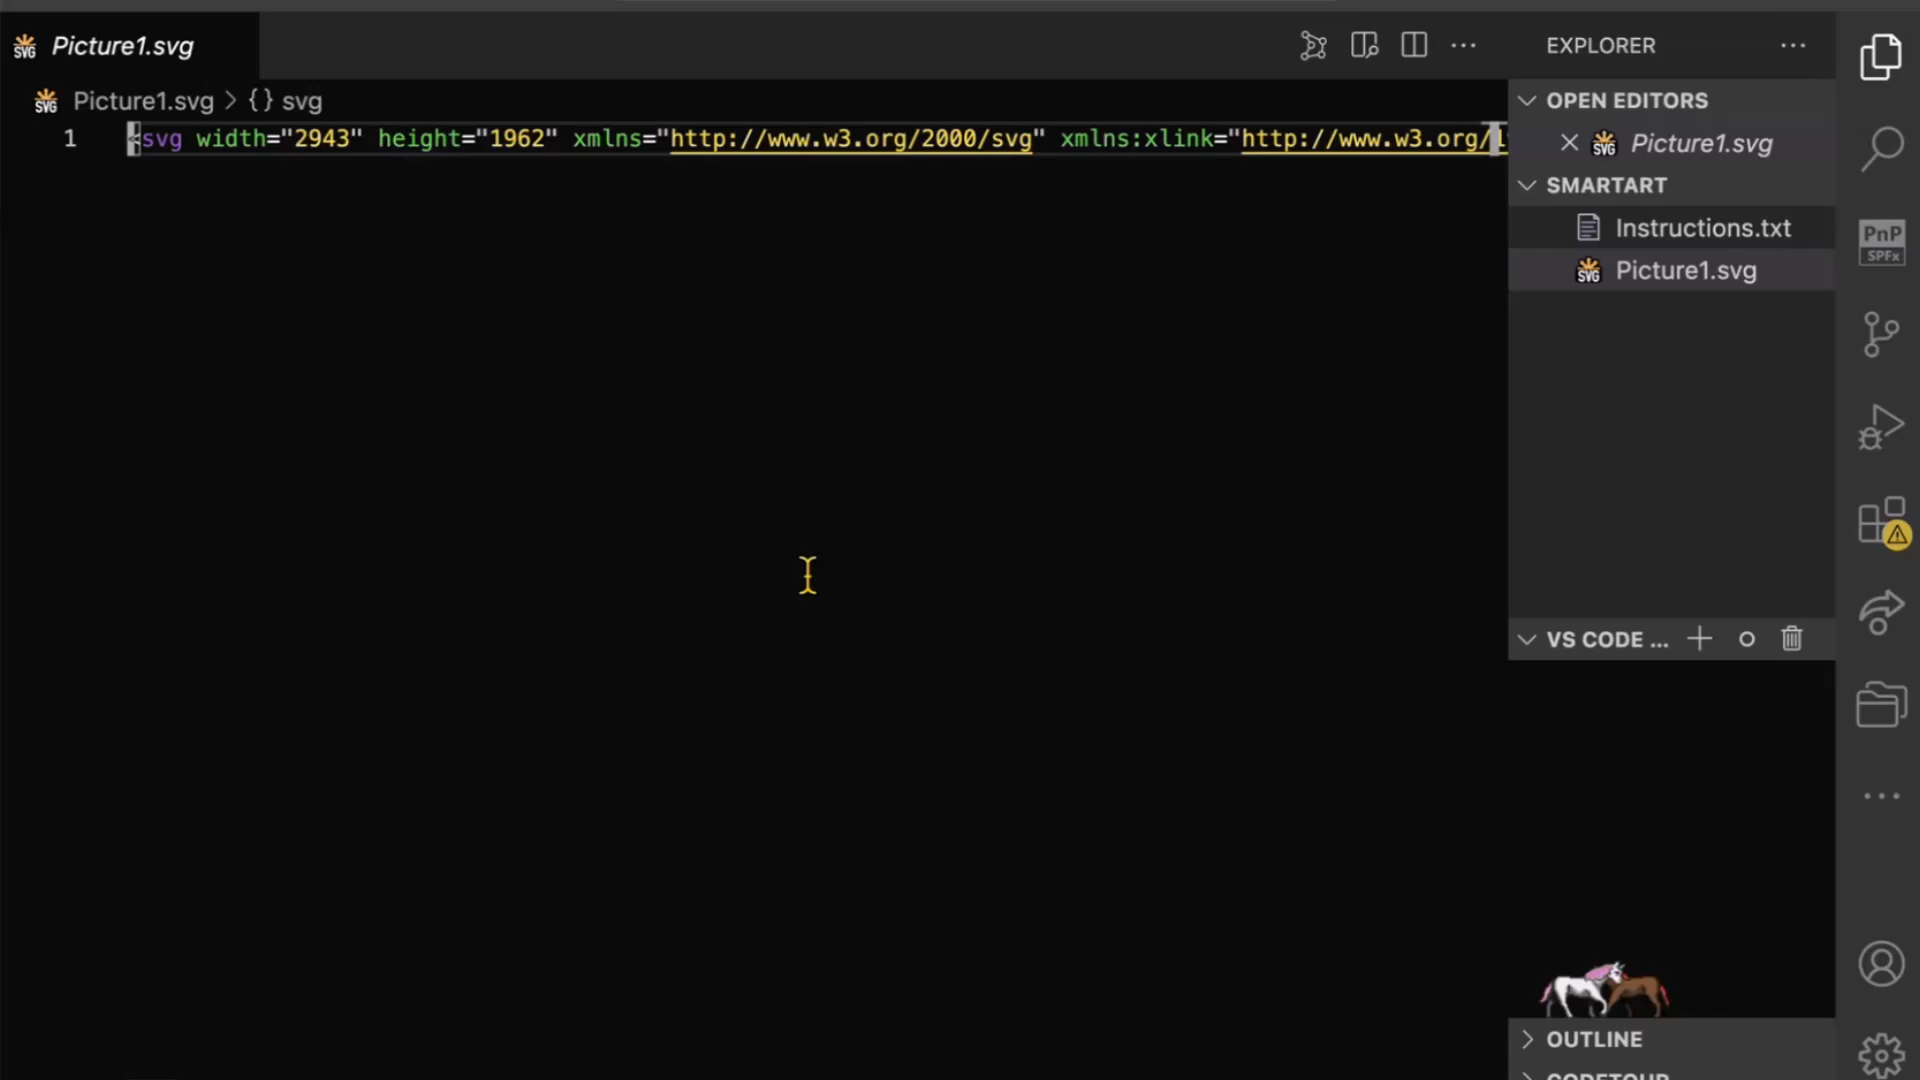 Picture1.svg
Picture1.svg > {} svg
1 <svg width="2943" height="1962" xmlns="http://www.w3.org/2000/svg" xmlns:xlink="http://www.w3.org/1
EXPLORER
OPEN EDITORS
Picture1.svg
SMARTART
Instructions.txt
Picture1.svg
VS CODE ...
OUTLINE
CODETOUR
PnP
SPFx